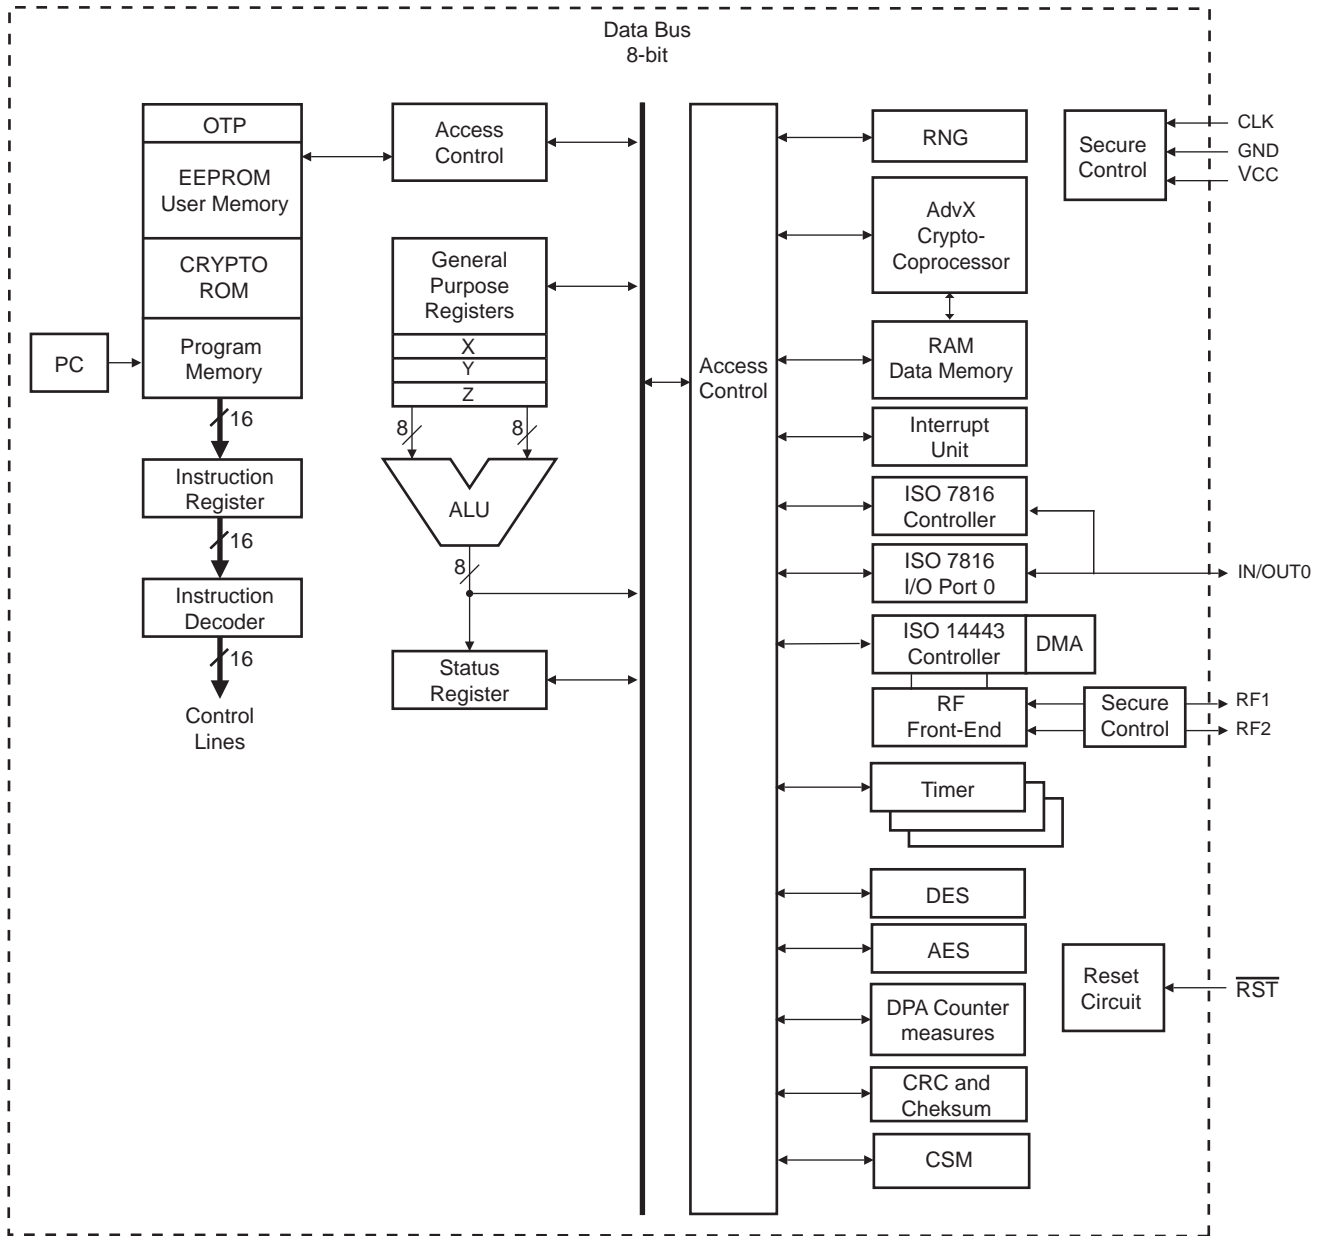 Data Bus
8-bit
OTP
EEPROM
User Memory
CRYPTO
ROM
Program
Memory
PC
16
Instruction
Register
16
Instruction
Decoder
16
Control
Lines
Access
Control
General
Purpose
Registers
X
Y
Z
8
8
ALU
8
Status
Register
Access
Control
RNG
AdvX
Crypto-
Coprocessor
RAM
Data Memory
Interrupt
Unit
ISO 7816
Controller
ISO 7816
I/O Port 0
ISO 14443
Controller
DMA
RF
Front-End
Secure
Control
Timer
DES
AES
DPA Counter
measures
CRC and
Cheksum
CSM
Secure
Control
CLK
GND
VCC
IN/OUT0
RF1
RF2
Reset
Circuit
RST